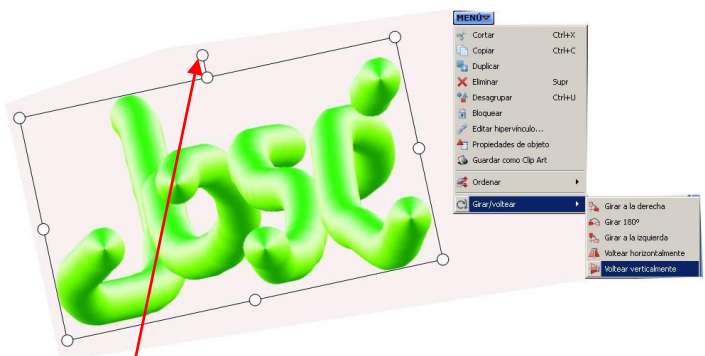 MENÚ
Cortar Ctrl+X
Copiar Ctrl+C
Duplicar
Eliminar Supr
Desagrupar Ctrl+U
Bloquear
Editar hipervínculo...
Propiedades de objeto
Guardar como Clip Art
Ordenar
Girar/voltear
Girar a la derecha
Girar 180º
Girar a la izquierda
Voltear horizontalmente
Voltear verticalmente